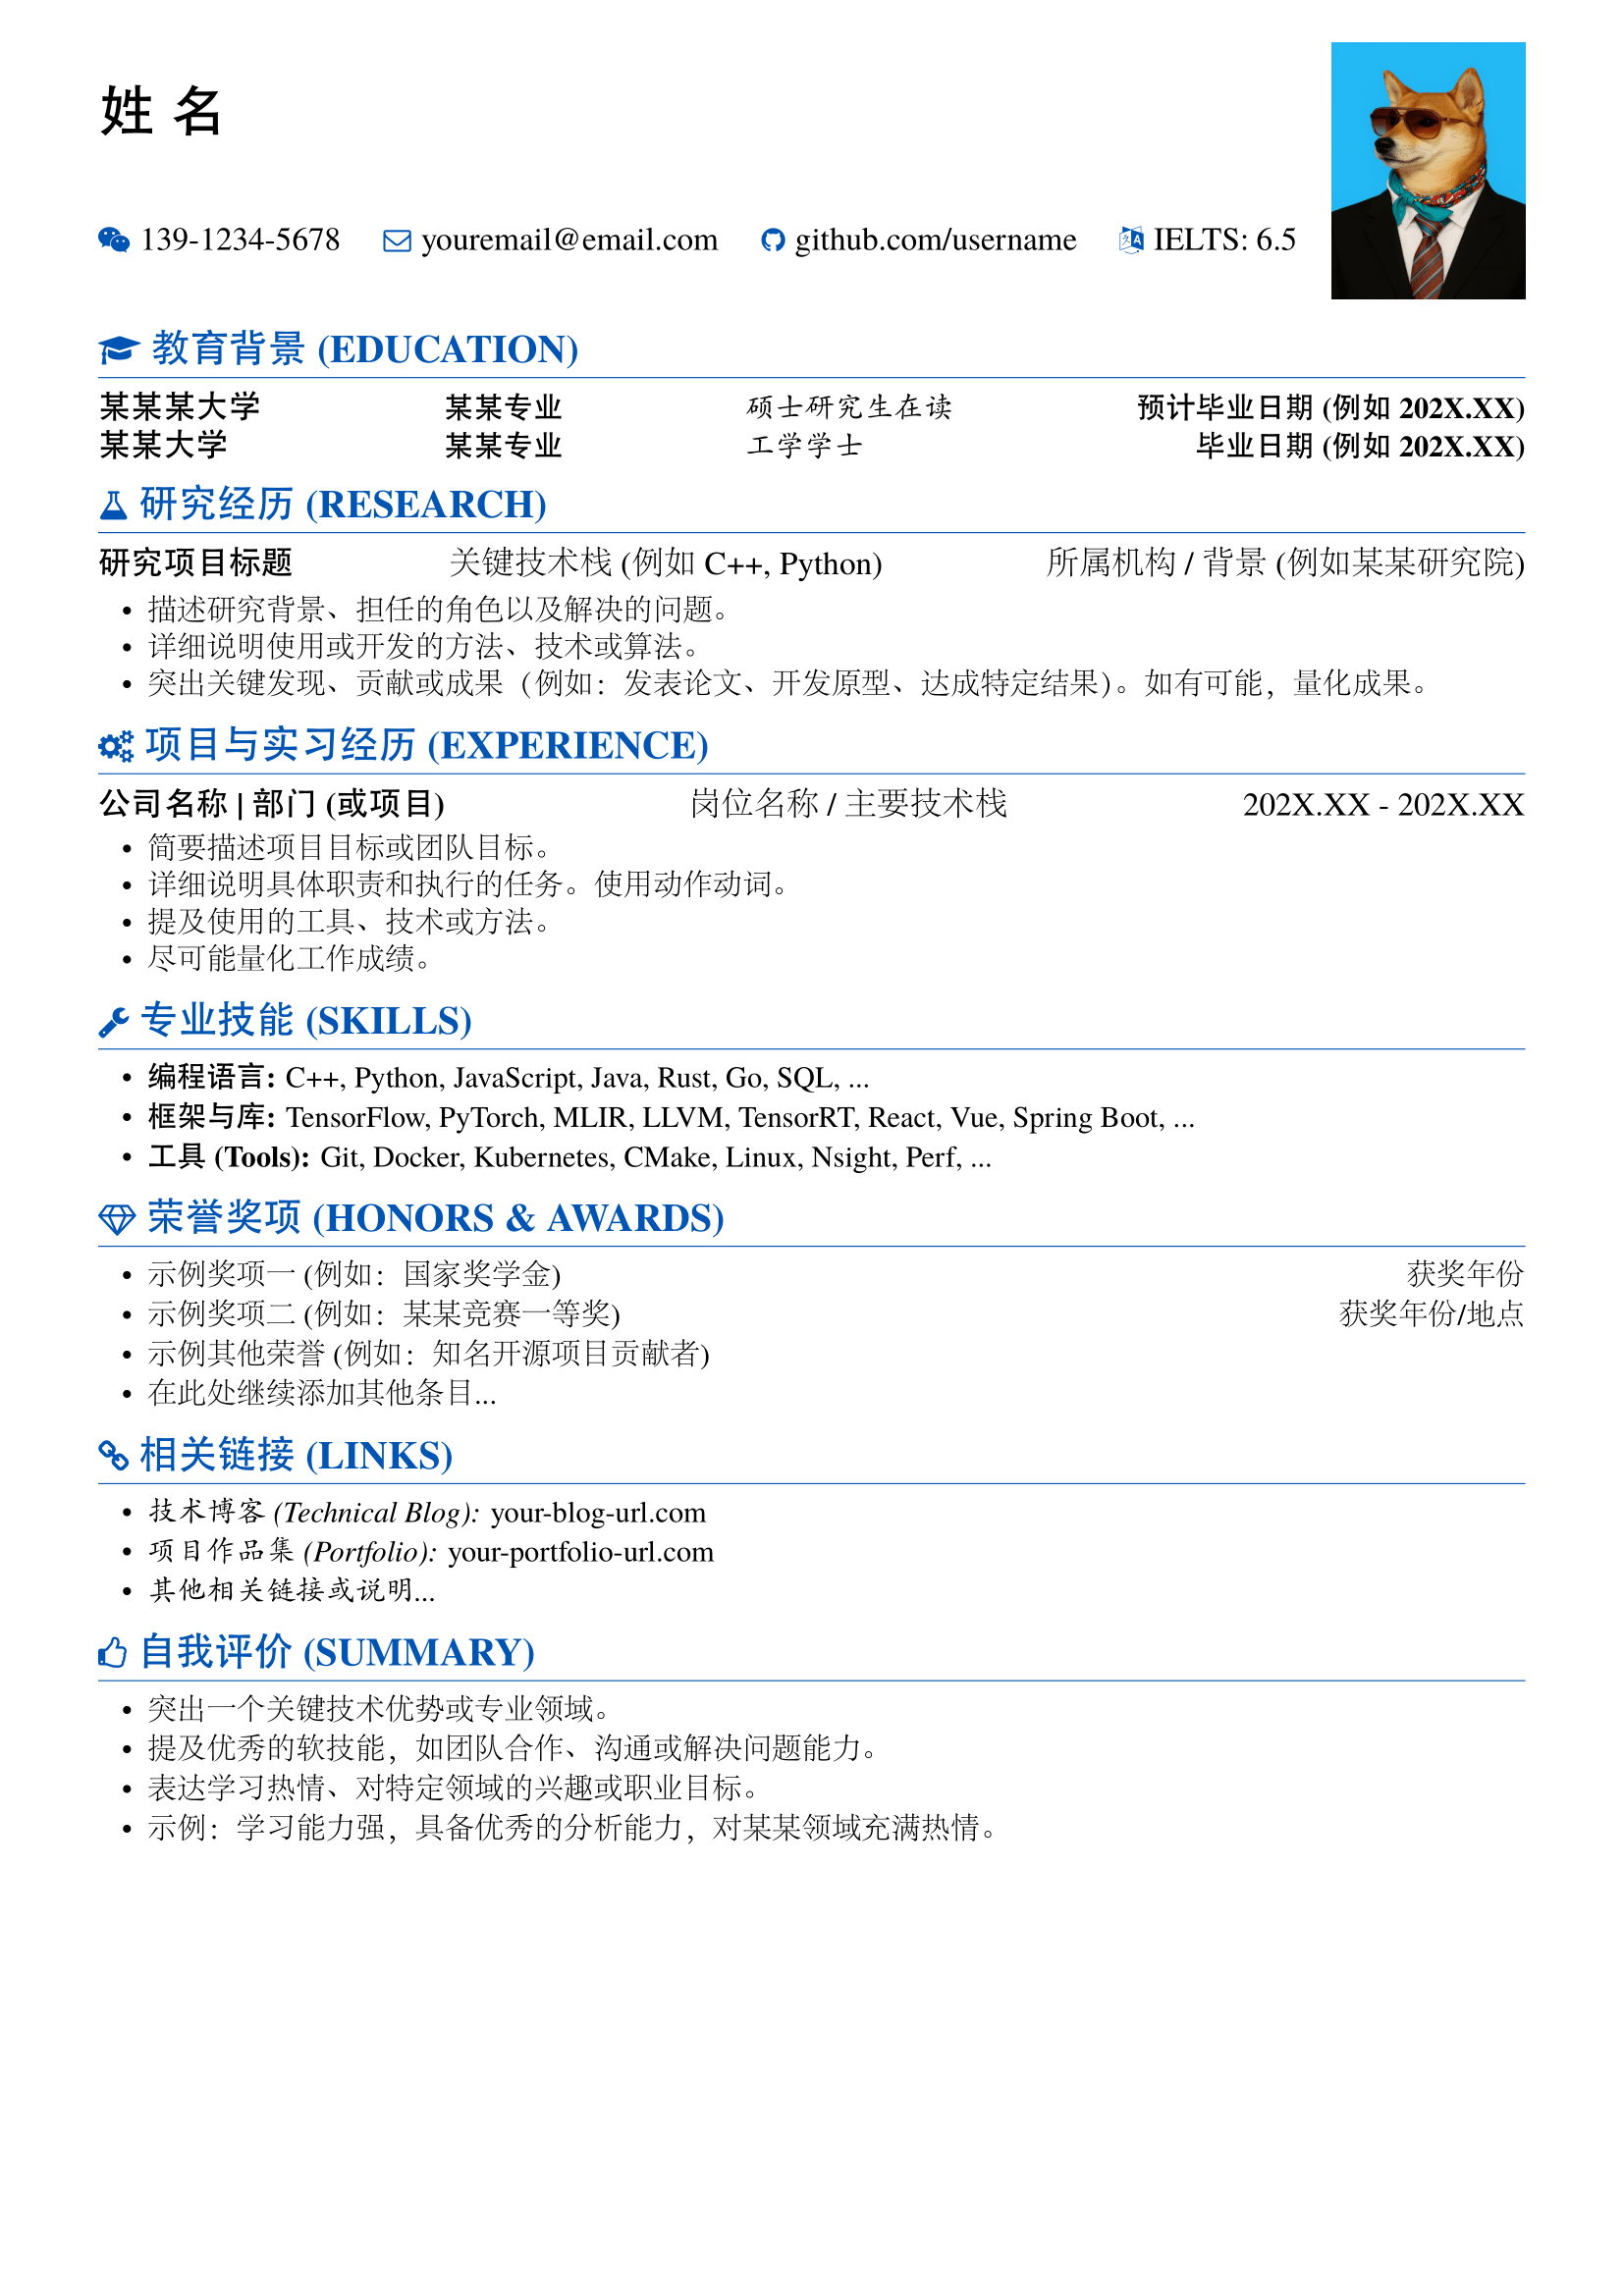 姓 名
139-1234-5678 youremail@email.com github.com/username IELTS: 6.5
教育背景 (EDUCATION)
某某某大学 某某专业 硕士研究生在读 预计毕业日期 (例如 202X.XX)
某某大学 某某专业 工学学士 毕业日期 (例如 202X.XX)
研究经历 (RESEARCH)
研究项目标题 关键技术栈 (例如 C++, Python) 所属机构 / 背景 (例如某某研究院)
• 描述研究背景、担任的角色以及解决的问题。
• 详细说明使用或开发的方法、技术或算法。
• 突出关键发现、贡献或成果（例如：发表论文、开发原型、达成特定结果）。如有可能，量化成果。
项目与实习经历 (EXPERIENCE)
公司名称 | 部门 (或项目) 岗位名称 / 主要技术栈 202X.XX - 202X.XX
• 简要描述项目目标或团队目标。
• 详细说明具体职责和执行的任务。使用动作动词。
• 提及使用的工具、技术或方法。
• 尽可能量化工作成绩。
专业技能 (SKILLS)
• 编程语言: C++, Python, JavaScript, Java, Rust, Go, SQL, ...
• 框架与库: TensorFlow, PyTorch, MLIR, LLVM, TensorRT, React, Vue, Spring Boot, ...
• 工具 (Tools): Git, Docker, Kubernetes, CMake, Linux, Nsight, Perf, ...
荣誉奖项 (HONORS & AWARDS)
• 示例奖项一 (例如：国家奖学金) 获奖年份
• 示例奖项二 (例如：某某竞赛一等奖) 获奖年份/地点
• 示例其他荣誉 (例如：知名开源项目贡献者)
• 在此处继续添加其他条目...
相关链接 (LINKS)
• 技术博客 (Technical Blog): your-blog-url.com
• 项目作品集 (Portfolio): your-portfolio-url.com
• 其他相关链接或说明...
自我评价 (SUMMARY)
• 突出一个关键技术优势或专业领域。
• 提及优秀的软技能，如团队合作、沟通或解决问题能力。
• 表达学习热情、对特定领域的兴趣或职业目标。
• 示例：学习能力强，具备优秀的分析能力，对某某领域充满热情。